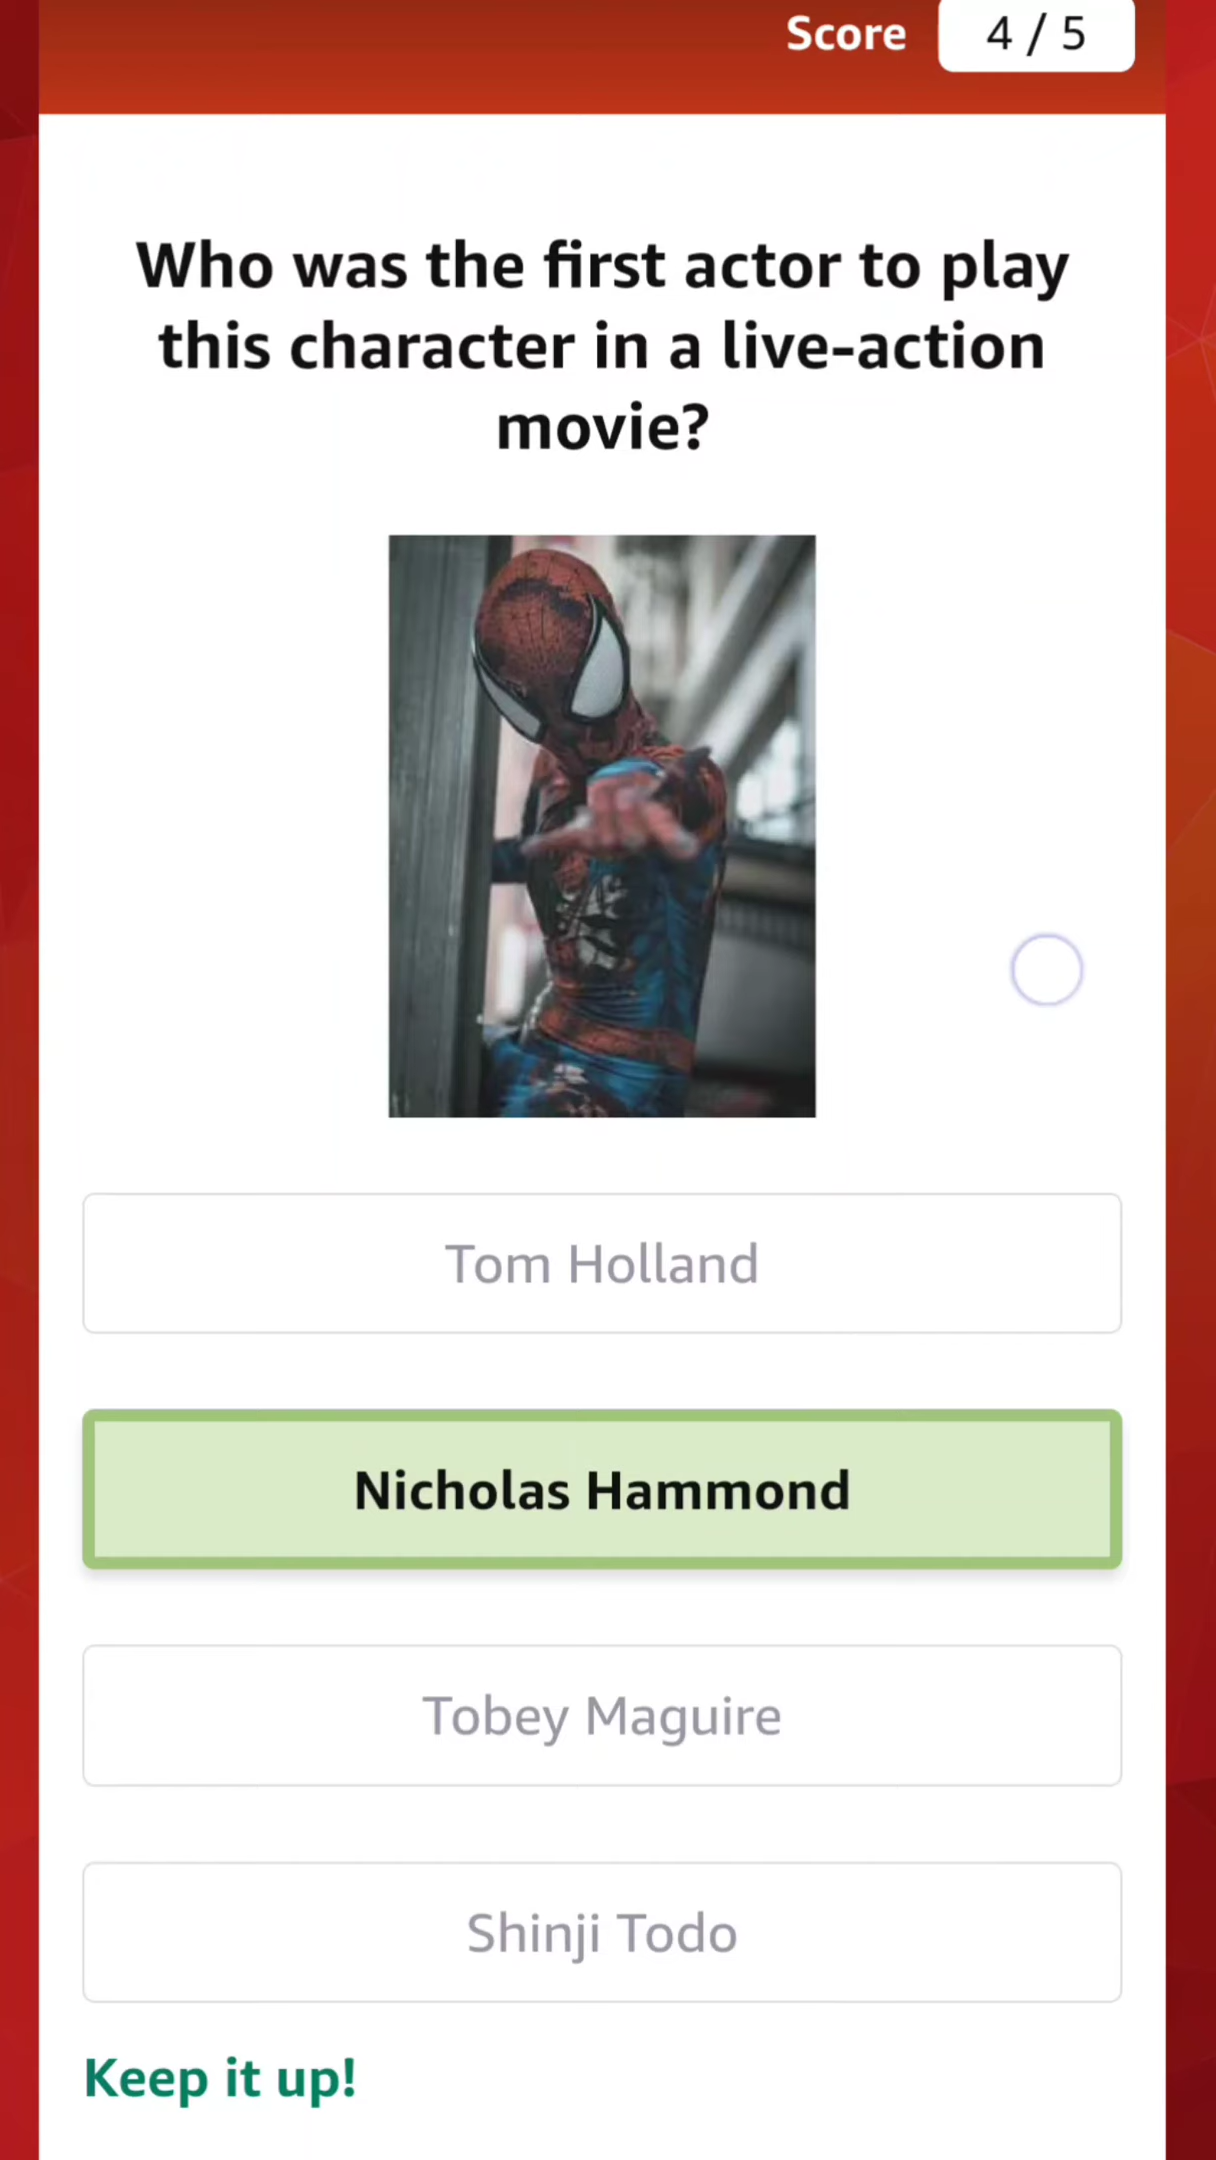 Score 4 / 5
Who was the first actor to play
this character in a live-action
movie?
Tom Holland
Nicholas Hammond
Tobey Maguire
Shinji Todo
Keep it up!